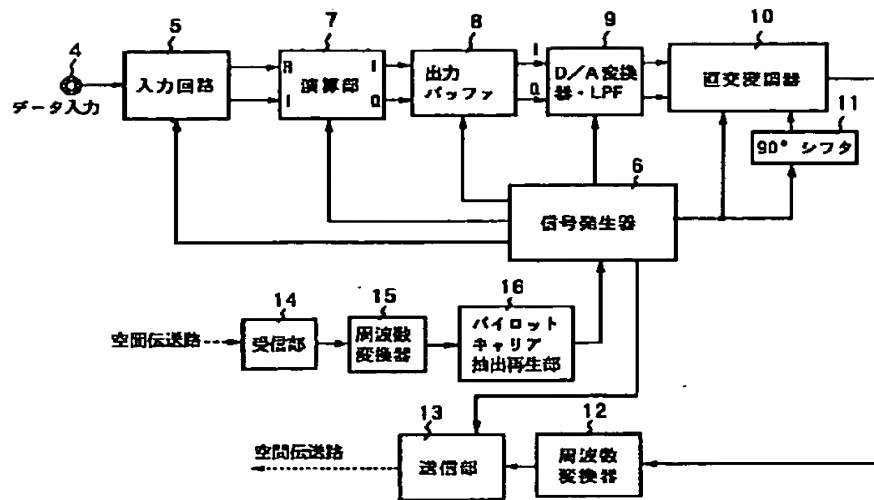 4
データ入力
5
入力回路
7
R
I
演算部
I
Q
8
出力
バッファ
I
Q
9
D/A変換
器・LPF
10
直交変調器
11
90°シフタ
6
信号発生器
空間伝送路
14
受信部
15
周波数
変換器
16
パイロット
キャリア
抽出再生部
空間伝送路
13
送信部
12
周波数
変換器